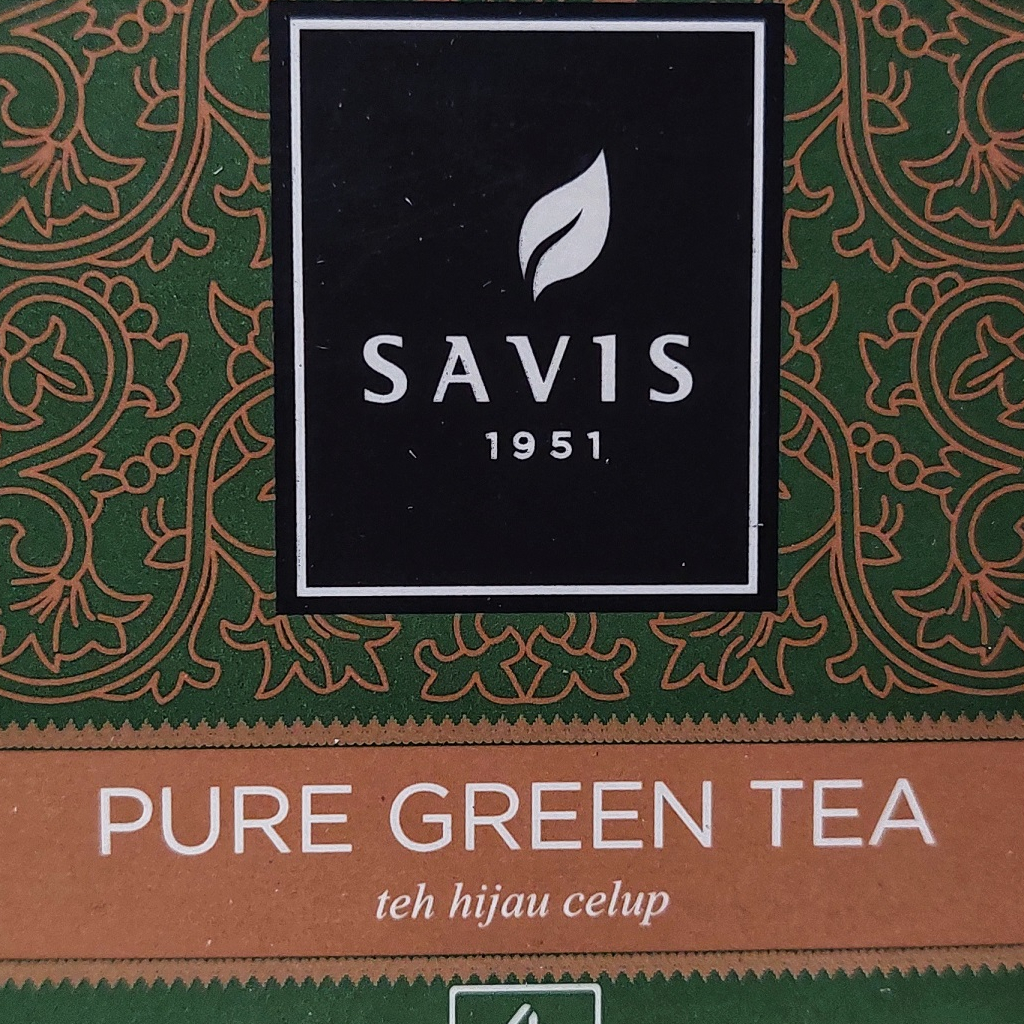 SAVIS
1951
PURE GREEN TEA
teh hijau celup